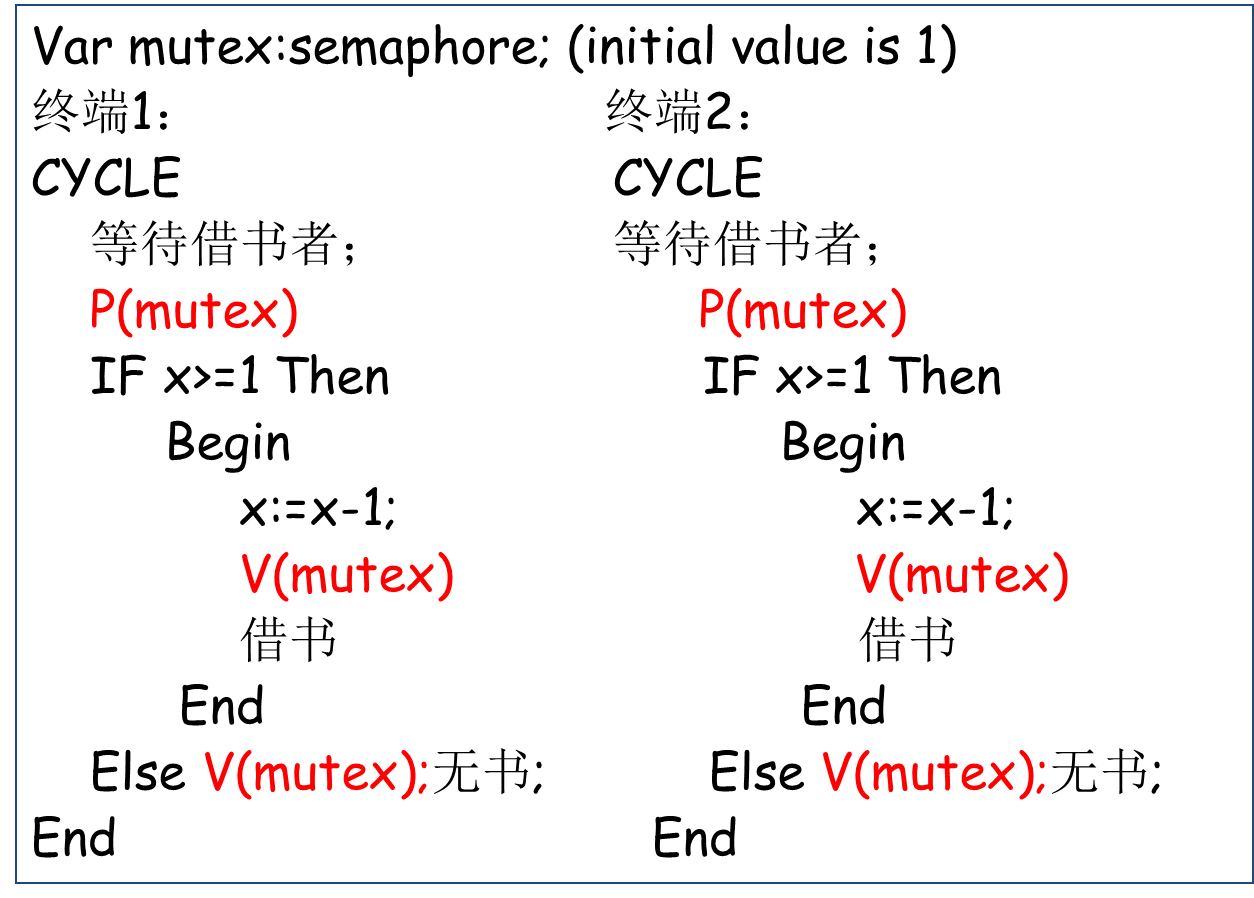 Var mutex:semaphore; (initial value is 1)
终端1： 终端2：
CYCLE CYCLE
等待借书者； 等待借书者；
P(mutex) P(mutex)
IF x>=1 Then IF x>=1 Then
Begin Begin
x:=x-1; x:=x-1;
V(mutex) V(mutex)
借书 借书
End End
Else V(mutex);无书; Else V(mutex);无书;
End End